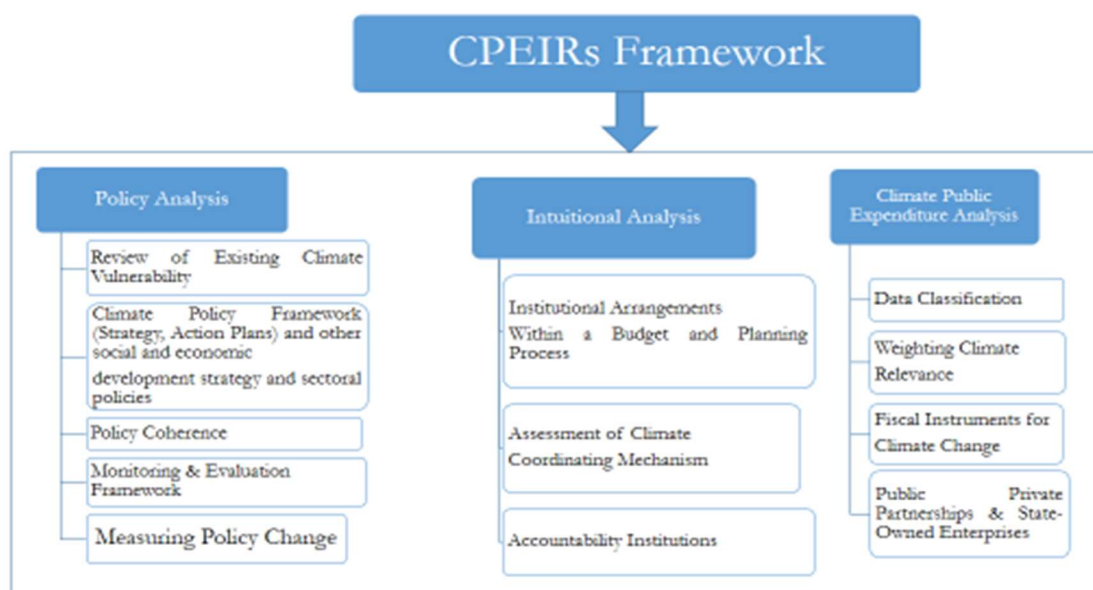 CPEIRs Framework
Policy Analysis
Review of Existing Climate
Vulnerability
Climate Policy Framework
(Strategy, Action Plans) and other
social and economic
development strategy and sectoral
policies
Policy Coherence
Monitoring & Evaluation
Framework
Measuring Policy Change
Intuitional Analysis
Institutional Arrangements
Within a Budget and Planning
Process
Assessment of Climate
Coordinating Mechanism
Accountability Institutions
Climate Public
Expenditure Analysis
Data Classification
Weighting Climate
Relevance
Fiscal Instruments for
Climate Change
Public Private
Partnerships & State-
Owned Enterprises